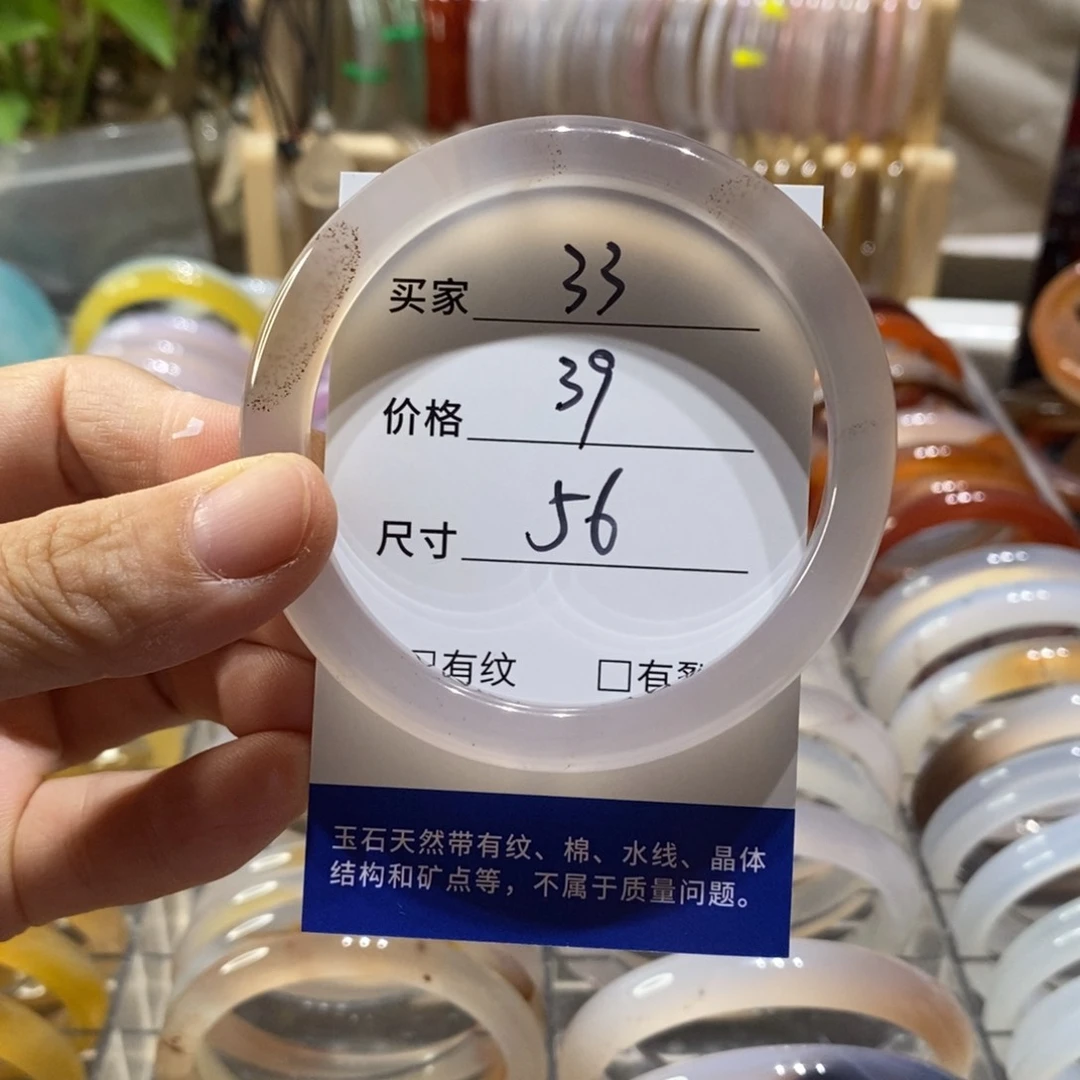 买家 33
价格 39
尺寸 56
有纹 □有裂
玉石天然带有纹、棉、水线、晶体
结构和矿点等，不属于质量问题。